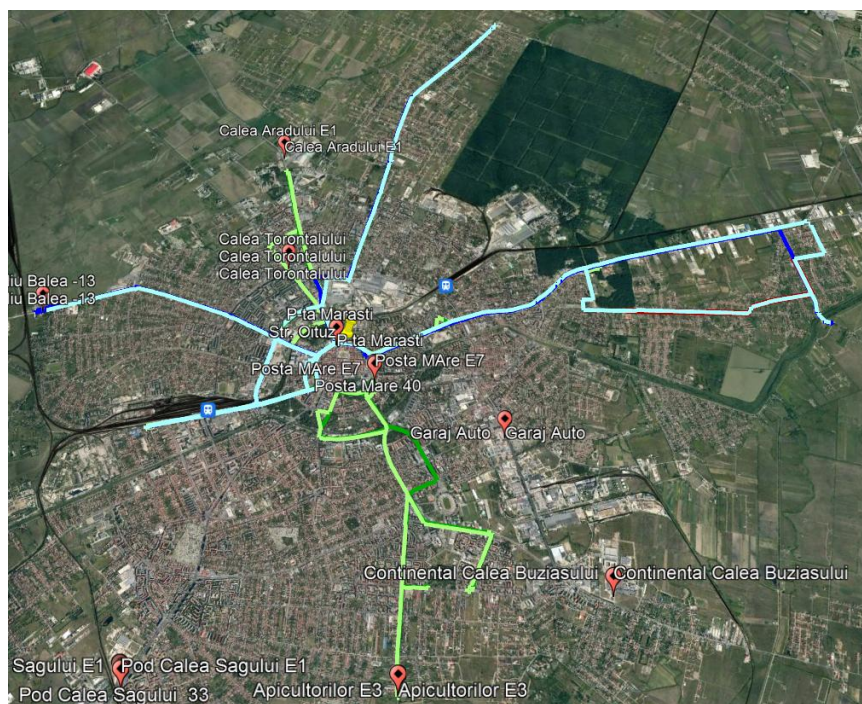 Calea Aradului E1
Calea Aradului E1
Calea Torontalului
Calea Torontalului
Calea Torontalului
liu Balea -13
liu Balea -13
P-ta Marasti
Str. Oituz
P-ta Marasti
Posta MAre E7
Posta MAre E7
Posta Mare 40
Garaj Auto
Garaj Auto
Continental Calea Buziasului
Continental Calea Buziasului
Sagului E1
Pod Calea Sagului E1
Pod Calea Sagului 33
Apicultorilor E3
Apicultorilor E3